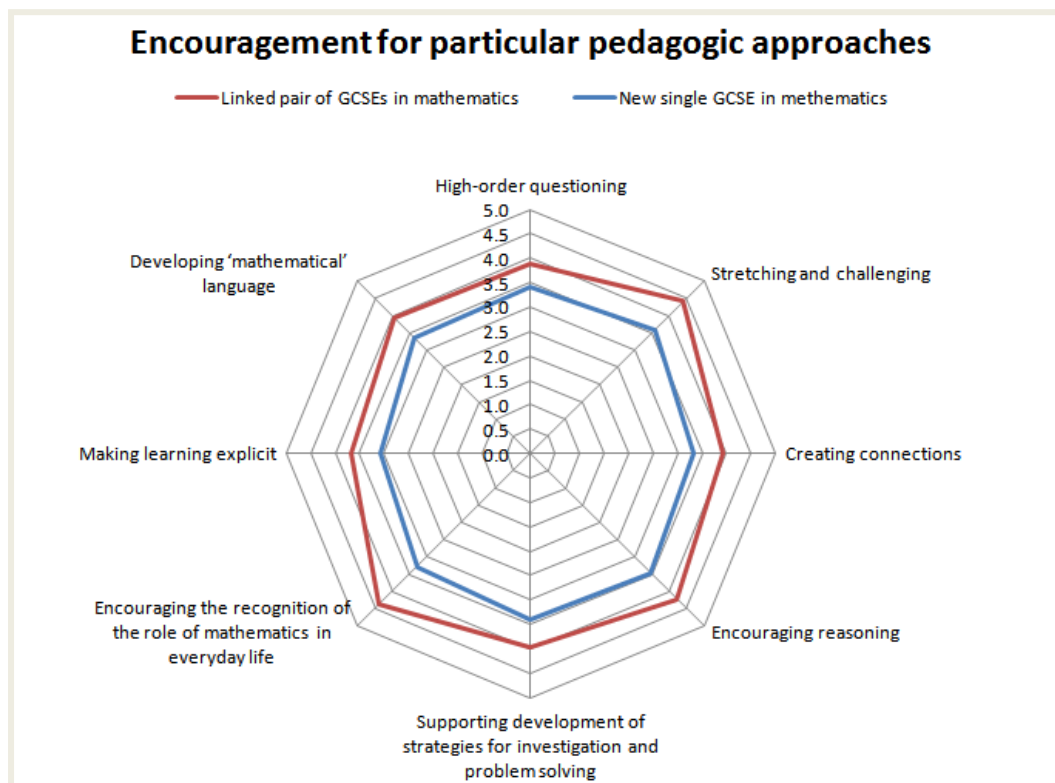 Encouragement for particular pedagogic approaches
Linked pair of GCSEs in mathematics
New single GCSE in methematics
High-order questioning
5.0
4.5
4.0
3.5
3.0
2.5
2.0
1.5
1.0
0.5
0.0
Stretching and challenging
Creating connections
Encouraging reasoning
Supporting development of
strategies for investigation and
problem solving
Encouraging the recognition of
the role of mathematics in
everyday life
Making learning explicit
Developing ‘mathematical’
language